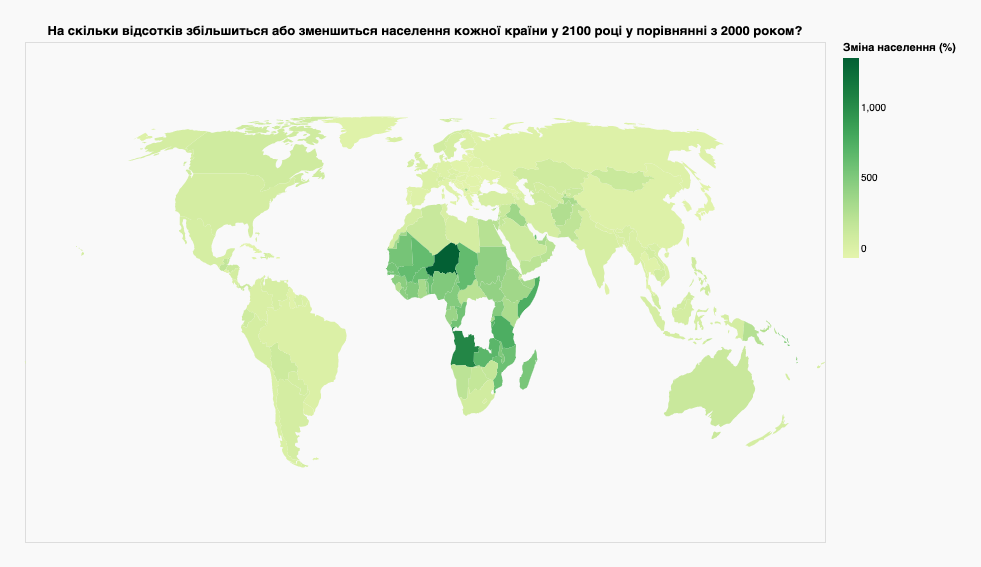 На скільки відсотків збільшиться або зменшиться населення кожної країни у 2100 році у порівнянні з 2000 роком?
Зміна населення (%)
1,000
500
0